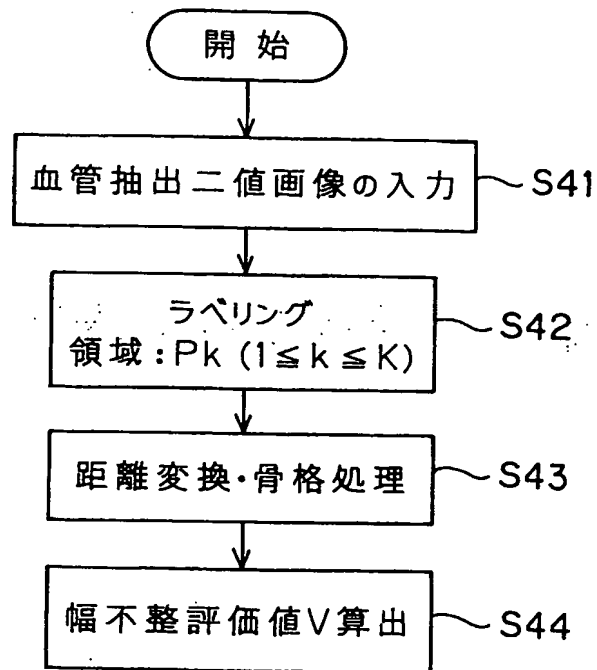 開始
血管抽出二値画像の入力
S41
ラベリング
領域:Pk (1≦k≦K)
S42
距離変換・骨格処理
S43
幅不整評価値V算出
S44